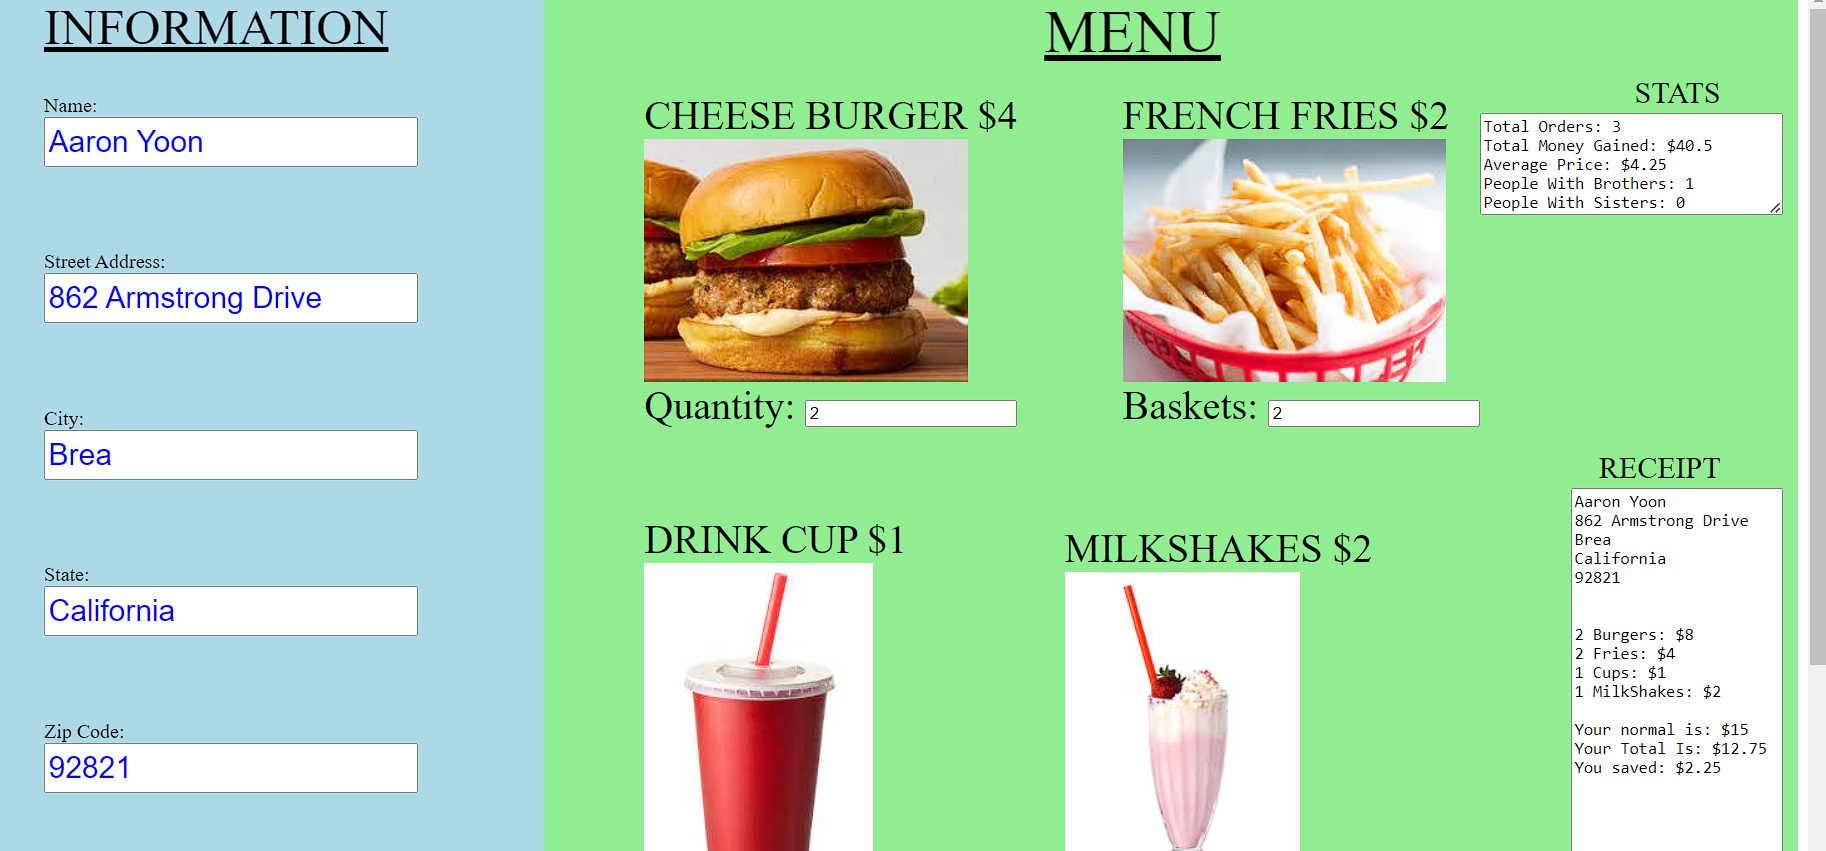 INFORMATION
Name:
Aaron Yoon
Street Address:
862 Armstrong Drive
City:
Brea
State:
California
Zip Code:
92821
MENU
CHEESE BURGER $4
Quantity: 2
FRENCH FRIES $2
Baskets: 2
DRINK CUP $1
MILKSHAKES $2
STATS
Total Orders: 3
Total Money Gained: $40.5
Average Price: $4.25
People With Brothers: 1
People With Sisters: 0
RECEIPT
Aaron Yoon
862 Armstrong Drive
Brea
California
92821
2 Burgers: $8
2 Fries: $4
1 Cups: $1
1 MilkShakes: $2
Your normal is: $15
Your Total Is: $12.75
You saved: $2.25